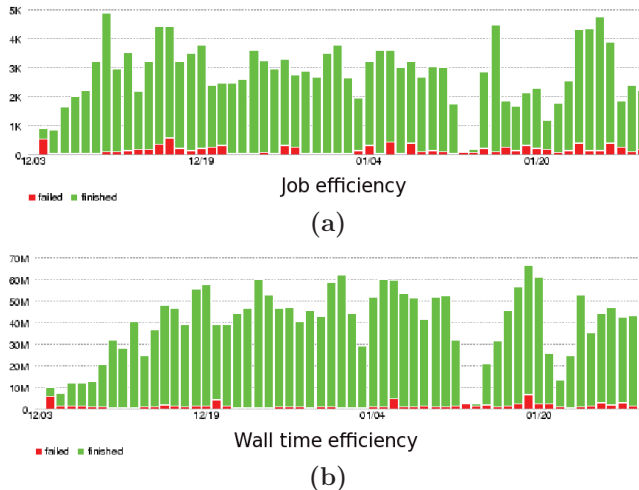 5K
4K
3K
2K
1K
0
12/03 12/19 01/04 01/20
failed finished
Job efficiency
(a)
70M
60M
50M
40M
30M
20M
10M
0
12/03 12/19 01/04 01/20
failed finished
Wall time efficiency
(b)